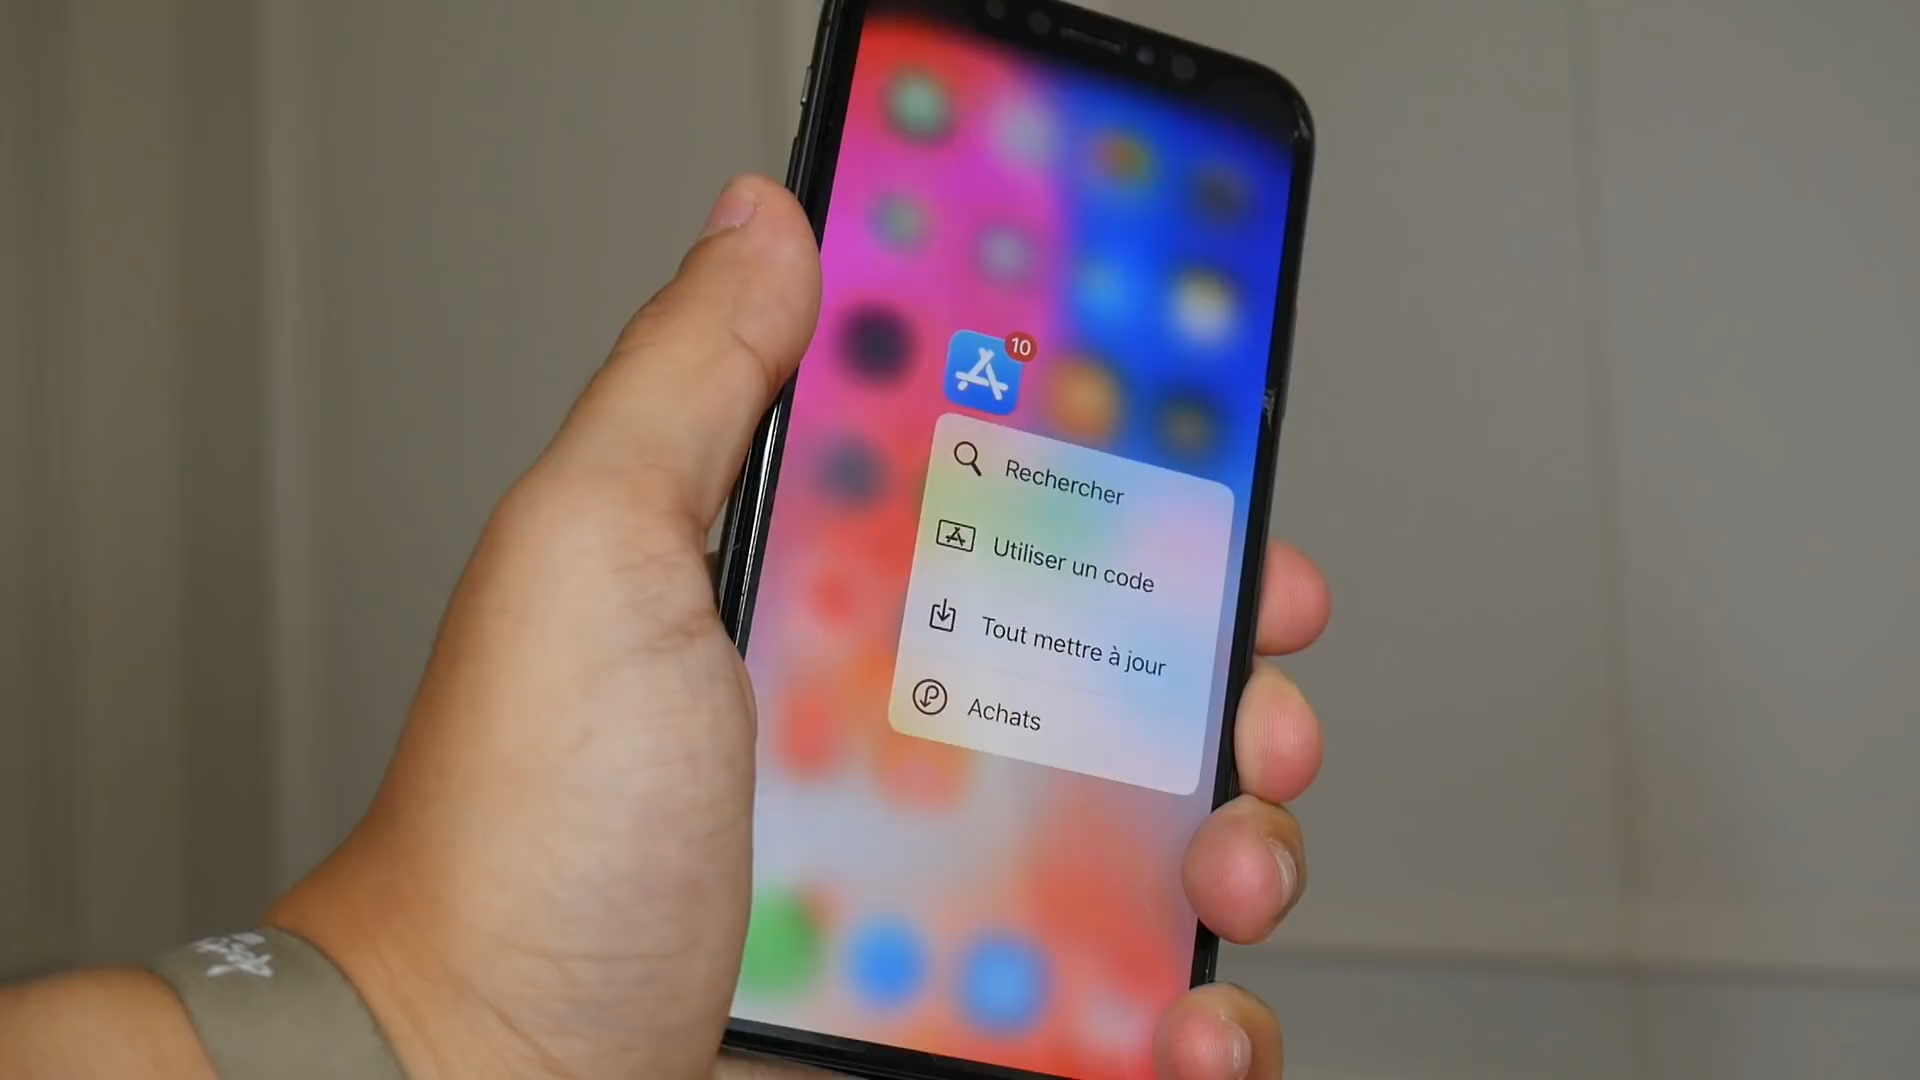 10
Rechercher
Utiliser un code
Tout mettre à jour
Achats